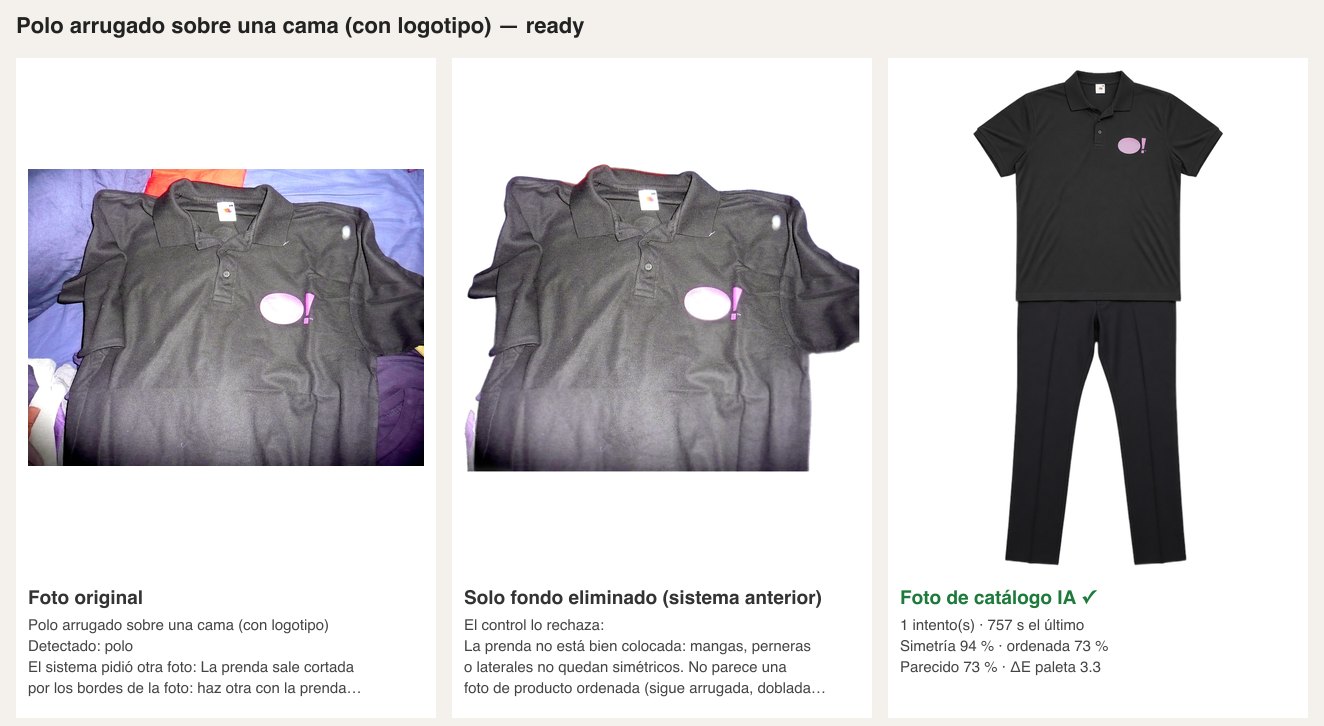 Polo arrugado sobre una cama (con logotipo) — ready
Foto original
Polo arrugado sobre una cama (con logotipo)
Detectado: polo
El sistema pidió otra foto: La prenda sale cortada
por los bordes de la foto: haz otra con la prenda…
Solo fondo eliminado (sistema anterior)
El control lo rechaza:
La prenda no está bien colocada: mangas, perneras
o laterales no quedan simétricos. No parece una
foto de producto ordenada (sigue arrugada, doblada…
Foto de catálogo IA ✓
1 intento(s) · 757 s el último
Simetría 94 % · ordenada 73 %
Parecido 73 % · ΔE paleta 3.3